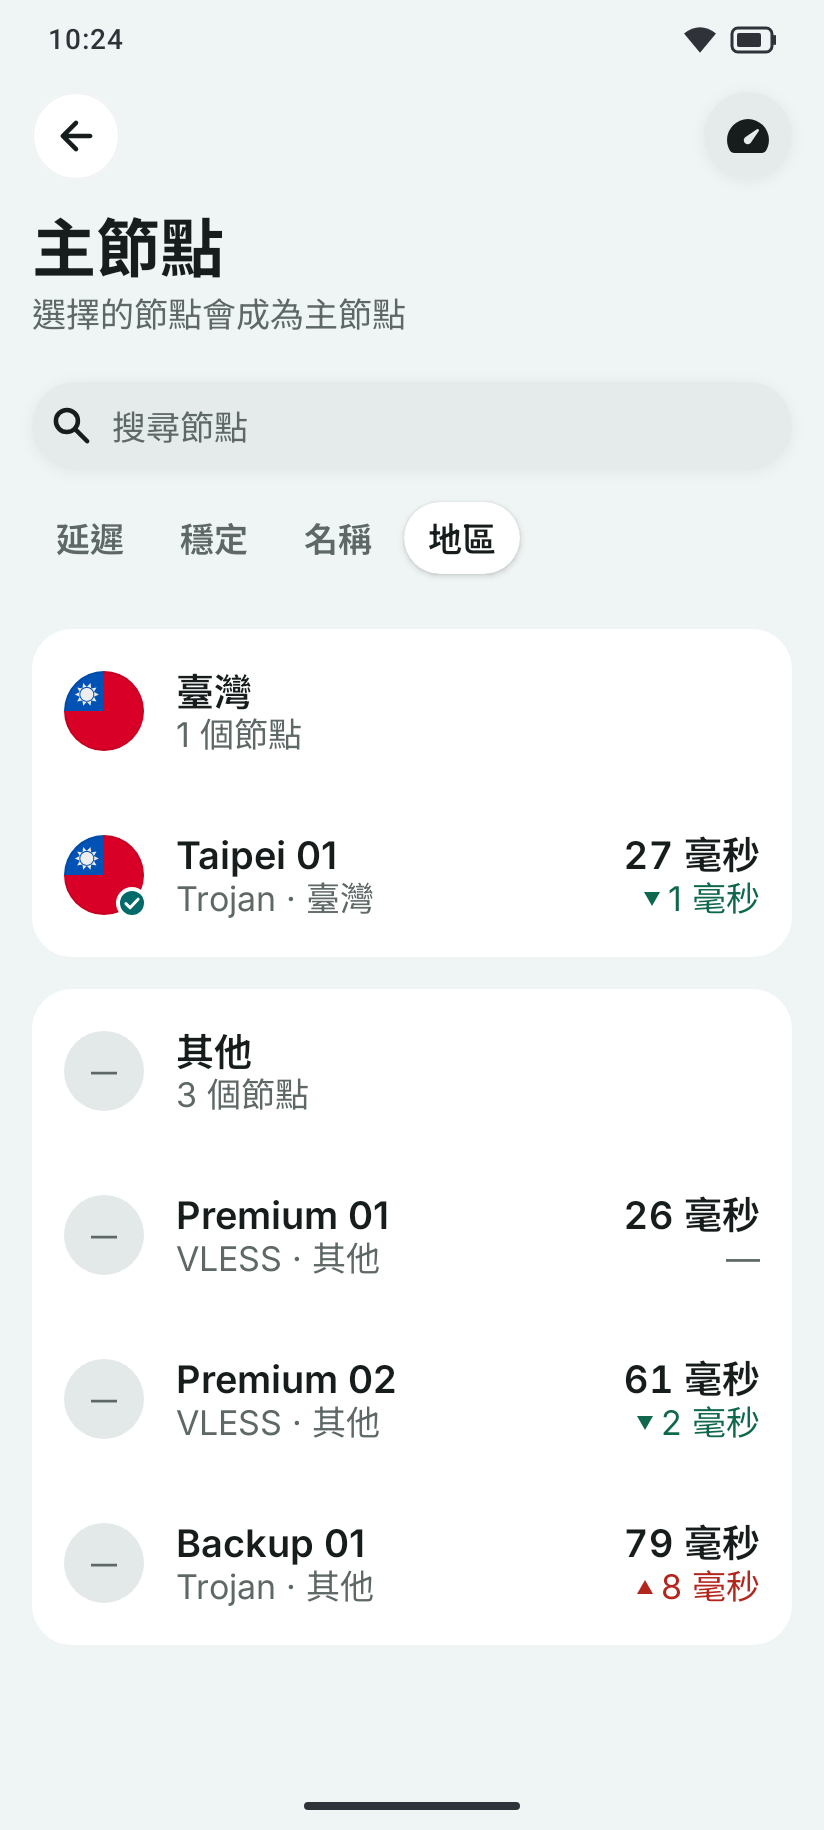 10:24
主節點
選擇的節點會成為主節點
搜尋節點
延遲 穩定 名稱 地區
臺灣
1 個節點
Taipei 01 27 毫秒
Trojan · 臺灣 ▼1 毫秒
— 其他
3 個節點
— Premium 01 26 毫秒
VLESS · 其他 —
— Premium 02 61 毫秒
VLESS · 其他 ▼2 毫秒
— Backup 01 79 毫秒
Trojan · 其他 ▲8 毫秒